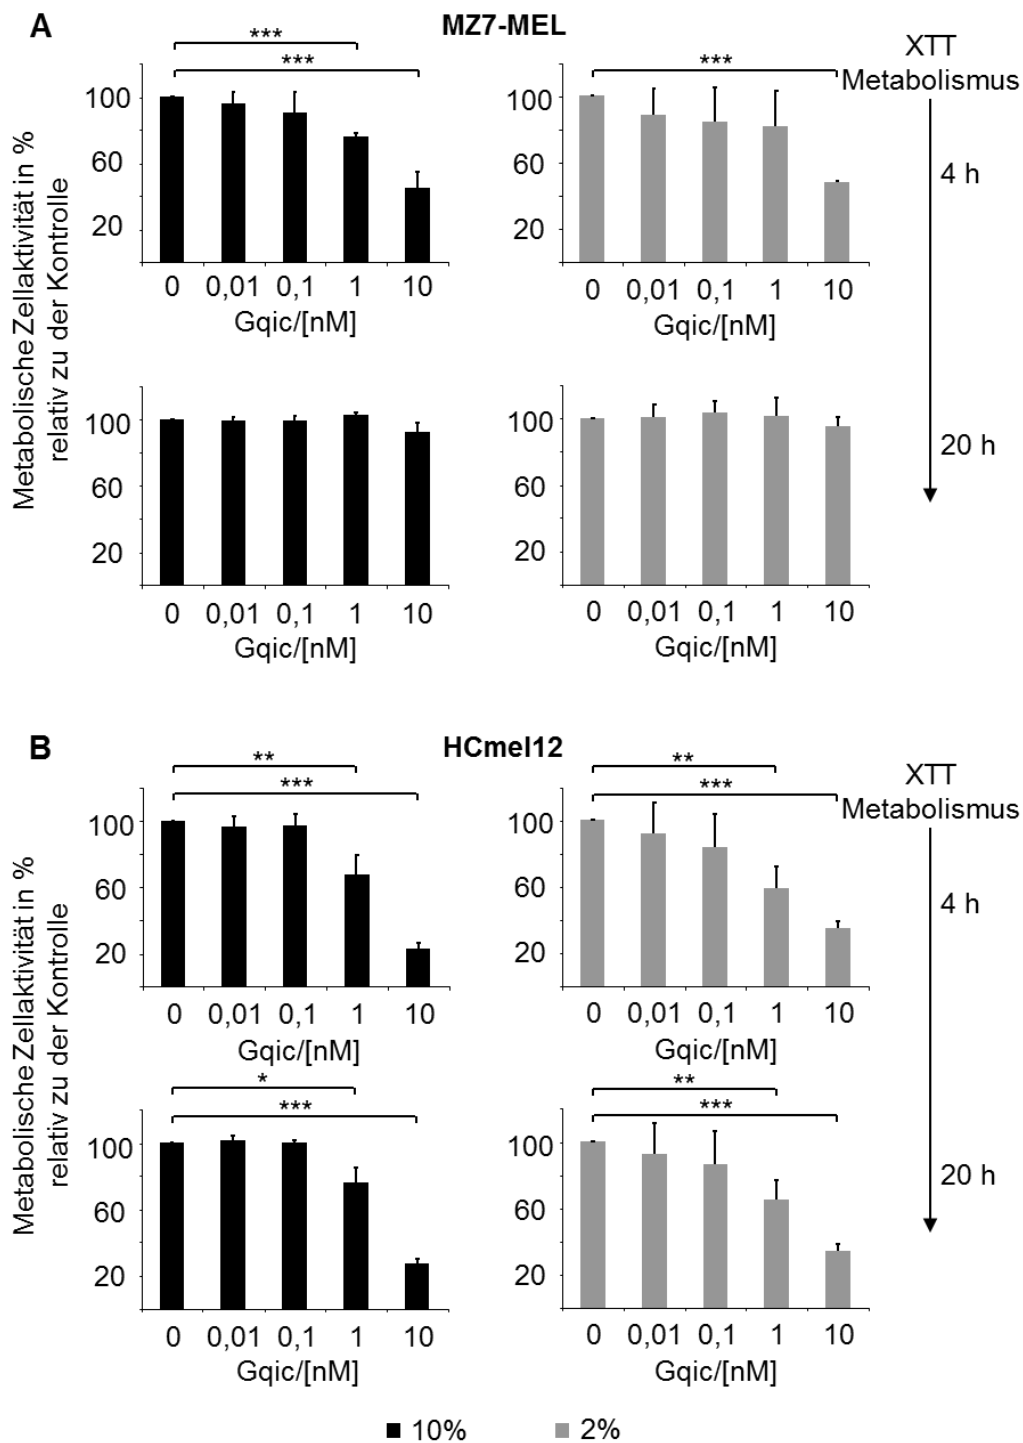 A
MZ7-MEL
XTT
Metabolismus
Metabolische Zellaktivität in %
relativ zu der Kontrolle
***
***
100
60
20
0 0,01 0,1 1 10
Gqic/[nM]
***
100
60
20
0 0,01 0,1 1 10
Gqic/[nM]
4 h
100
60
20
0 0,01 0,1 1 10
Gqic/[nM]
100
60
20
0 0,01 0,1 1 10
Gqic/[nM]
20 h
B
HCmel12
XTT
Metabolismus
Metabolische Zellaktivität in %
relativ zu der Kontrolle
**
***
100
60
20
0 0,01 0,1 1 10
Gqic/[nM]
**
***
100
60
20
0 0,01 0,1 1 10
Gqic/[nM]
4 h
*
***
100
60
20
0 0,01 0,1 1 10
Gqic/[nM]
**
***
100
60
20
0 0,01 0,1 1 10
Gqic/[nM]
20 h
10% 2%